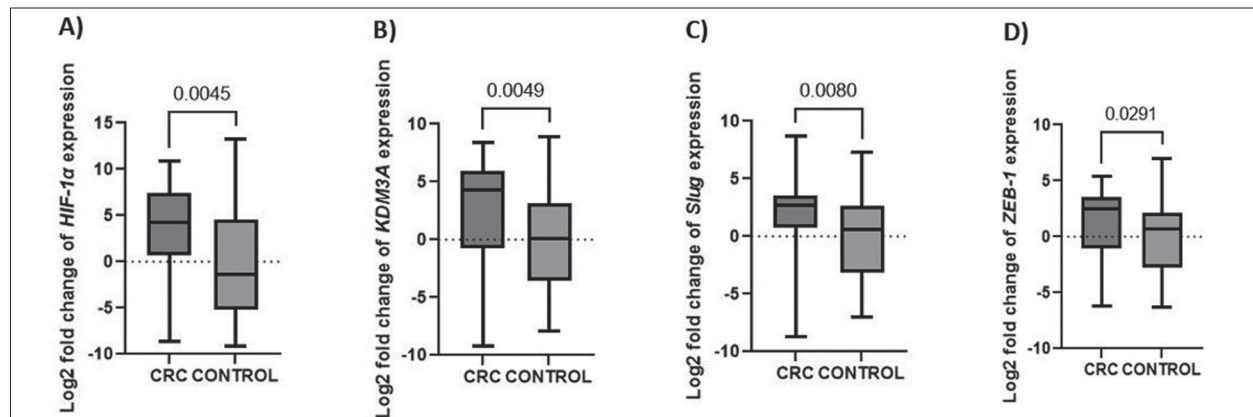 A)
Log2 fold change of HIF-1α expression
0.0045
15
10
5
0
-5
-10
CRC CONTROL
B)
Log2 fold change of KDM3A expression
0.0049
10
5
0
-5
-10
CRC CONTROL
C)
Log2 fold change of Slug expression
0.0080
10
5
0
-5
-10
CRC CONTROL
D)
Log2 fold change of ZEB-1 expression
0.0291
10
5
0
-5
-10
CRC CONTROL